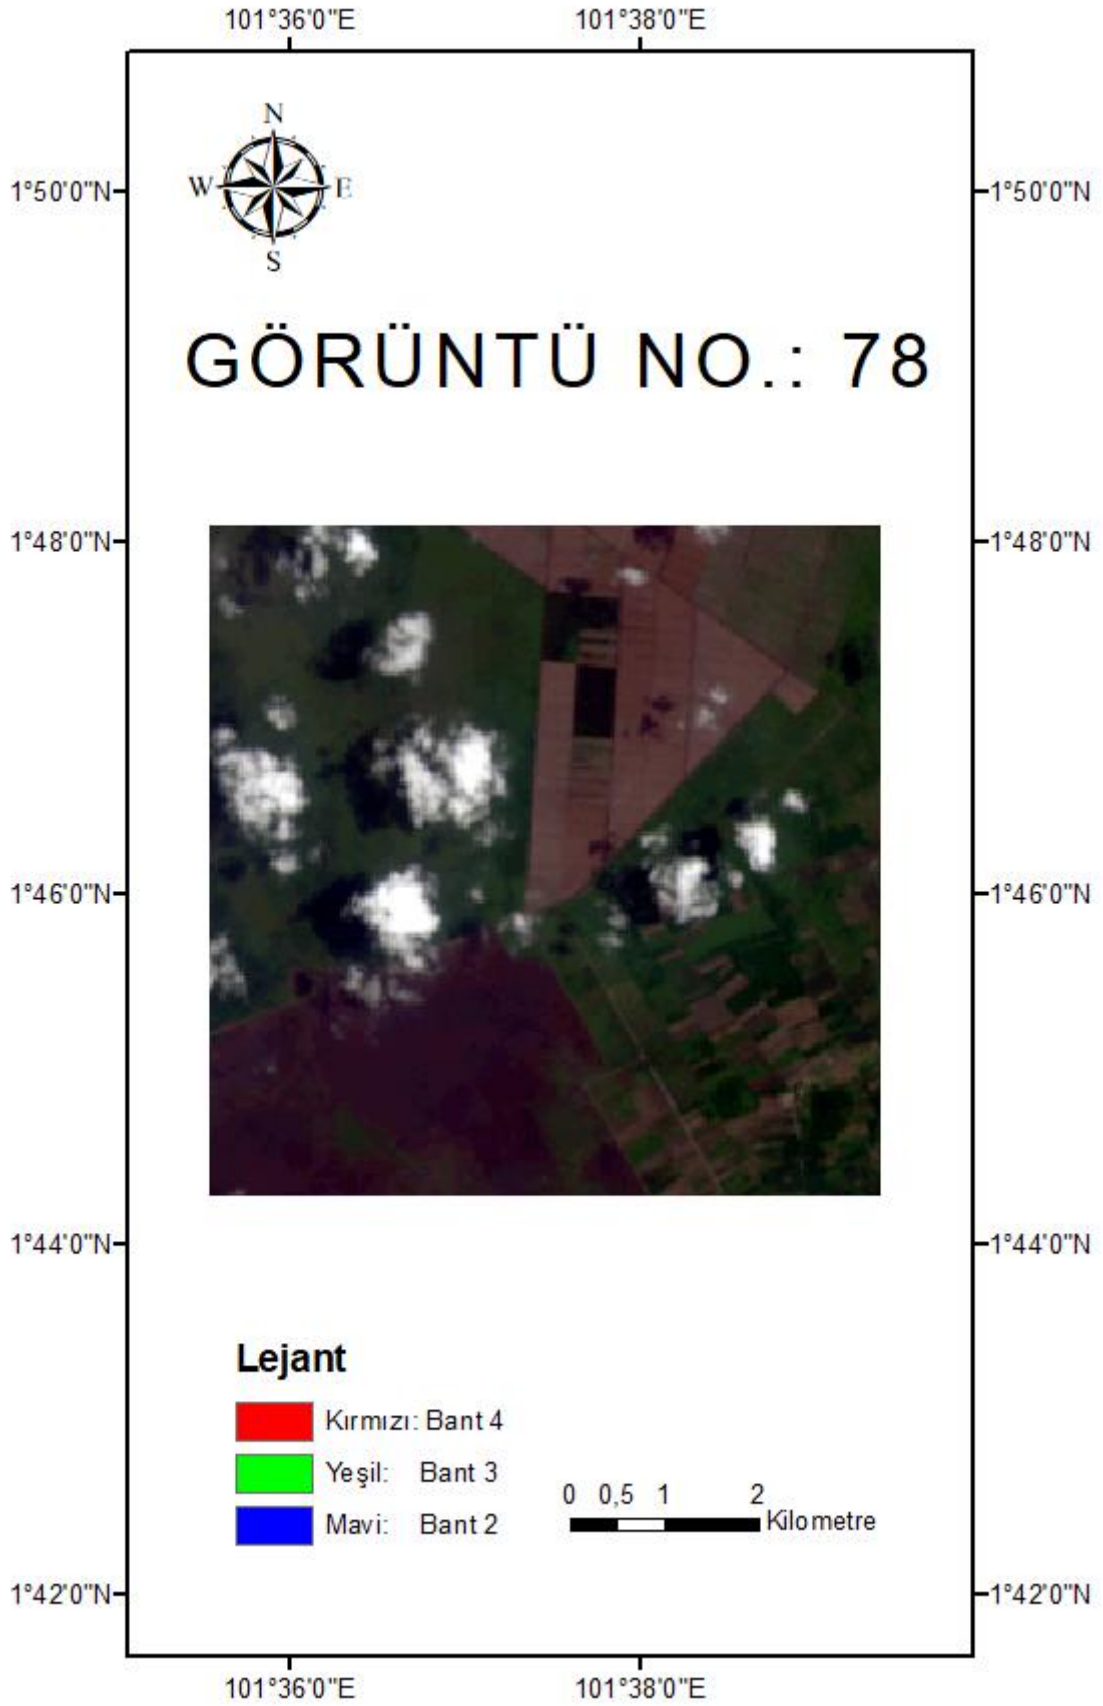 101°36'0"E 101°38'0"E
N
W E
S
1°50'0"N 1°50'0"N
GÖRÜNTÜ NO.: 78
1°48'0"N 1°48'0"N
1°46'0"N 1°46'0"N
1°44'0"N 1°44'0"N
Lejant
Kırmızı: Bant 4
Yeşil: Bant 3
Mavi: Bant 2
0 0,5 1 2
Kilometre
1°42'0"N 1°42'0"N
101°36'0"E 101°38'0"E